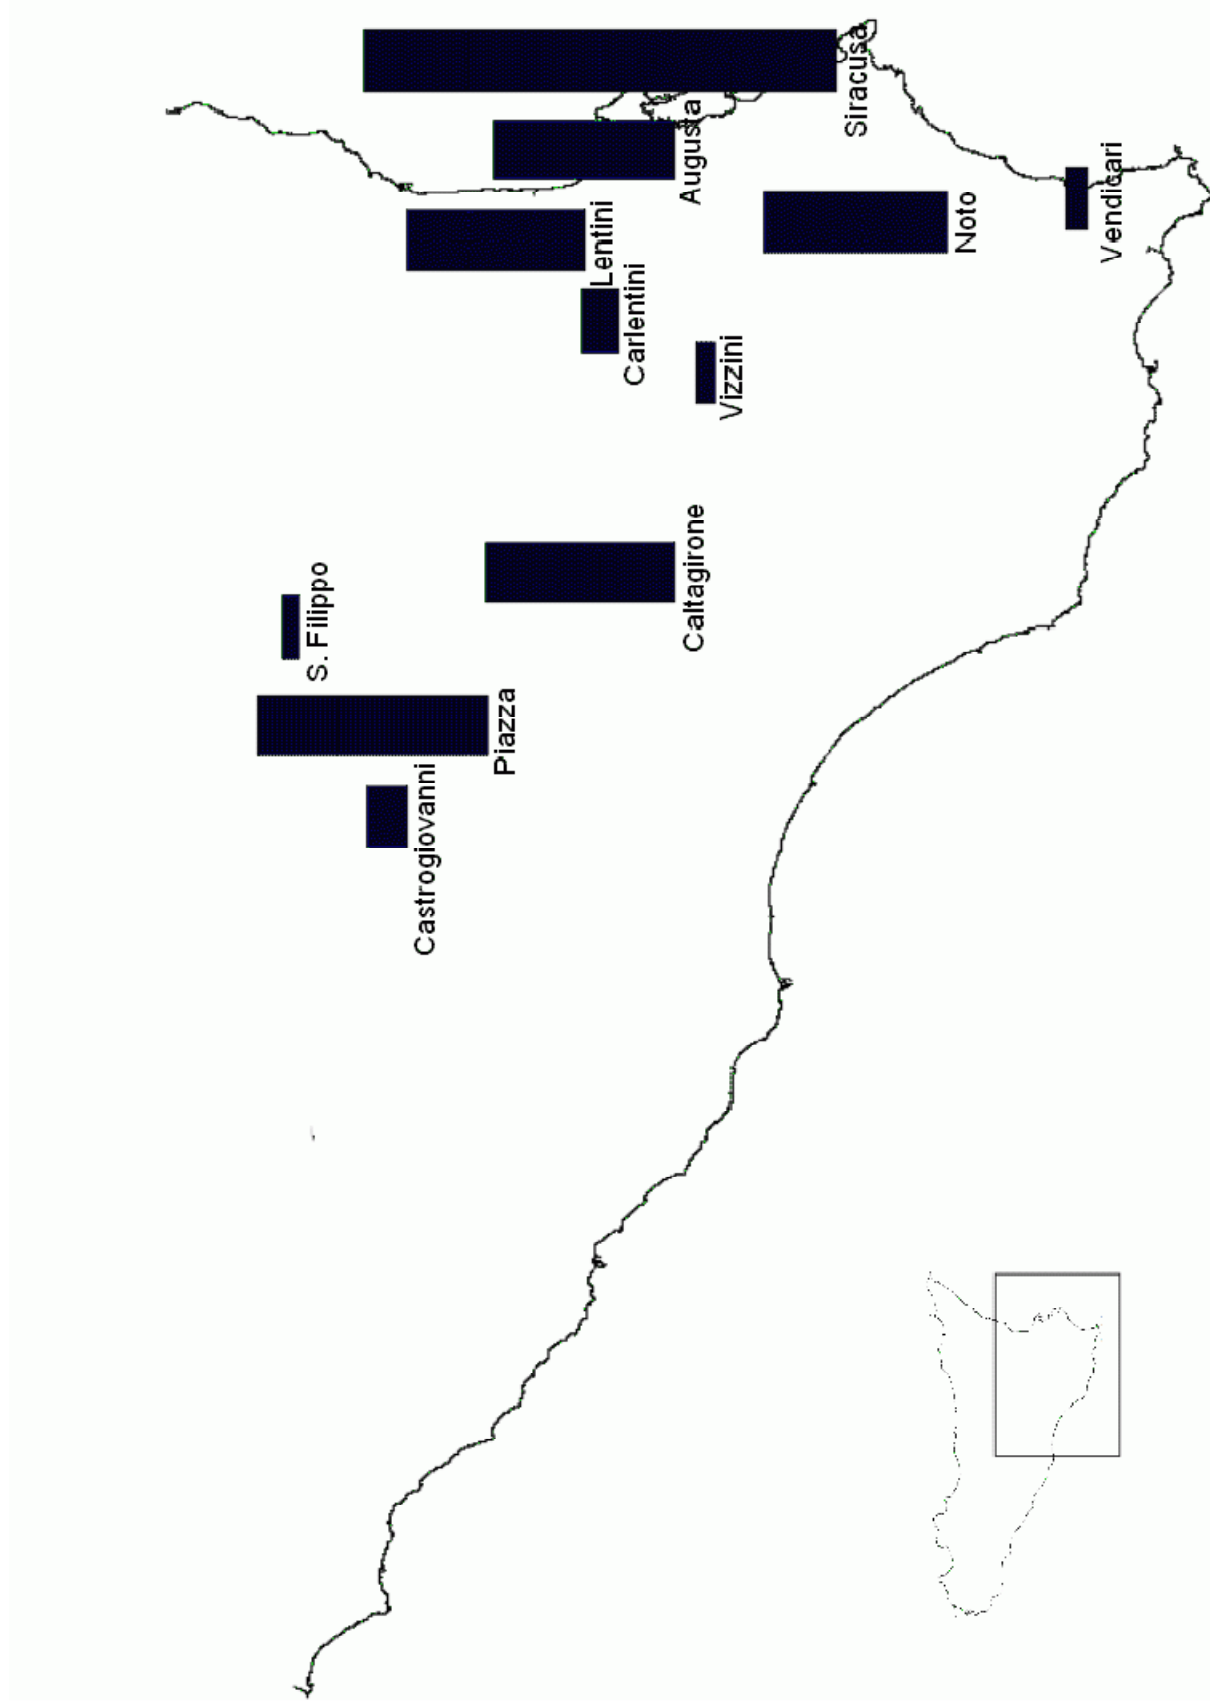 S. Filippo
Castrogiovanni
Piazza
Lentini
Carlentini
Caltagirone
Augusta
Vizzini
Siracusa
Noto
Vendicari